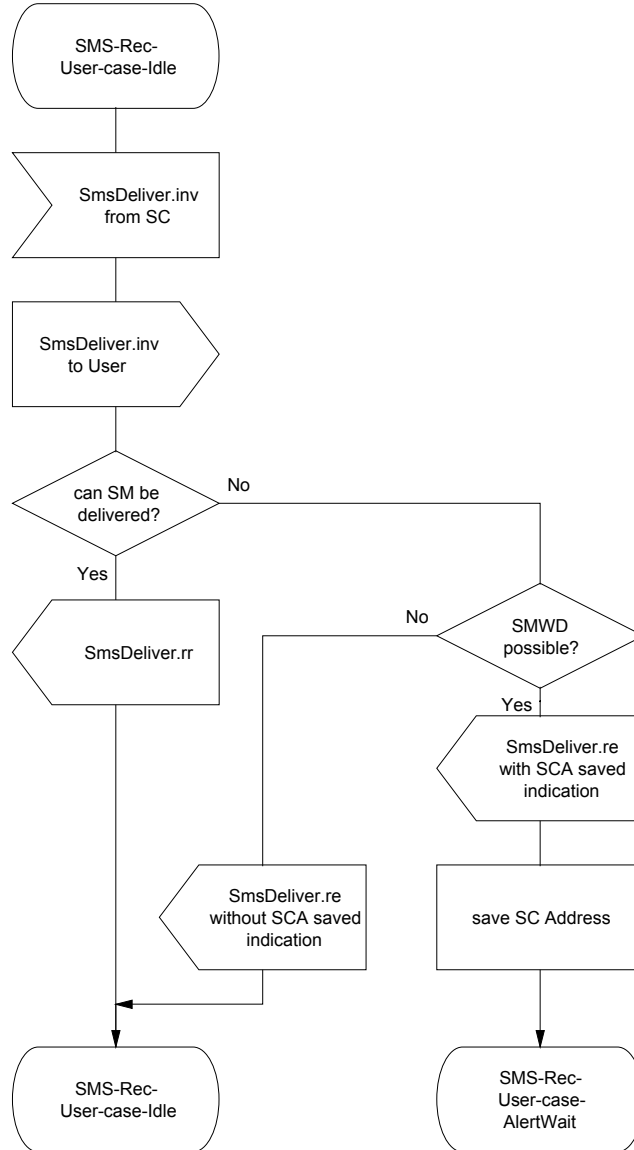 SMS-Rec-
User-case-Idle
SmsDeliver.inv
from SC
SmsDeliver.inv
to User
can SM be
delivered?
No
Yes
SmsDeliver.rr
No
SMWD
possible?
Yes
SmsDeliver.re
with SCA saved
indication
SmsDeliver.re
without SCA saved
indication
save SC Address
SMS-Rec-
User-case-Idle
SMS-Rec-
User-case-
AlertWait